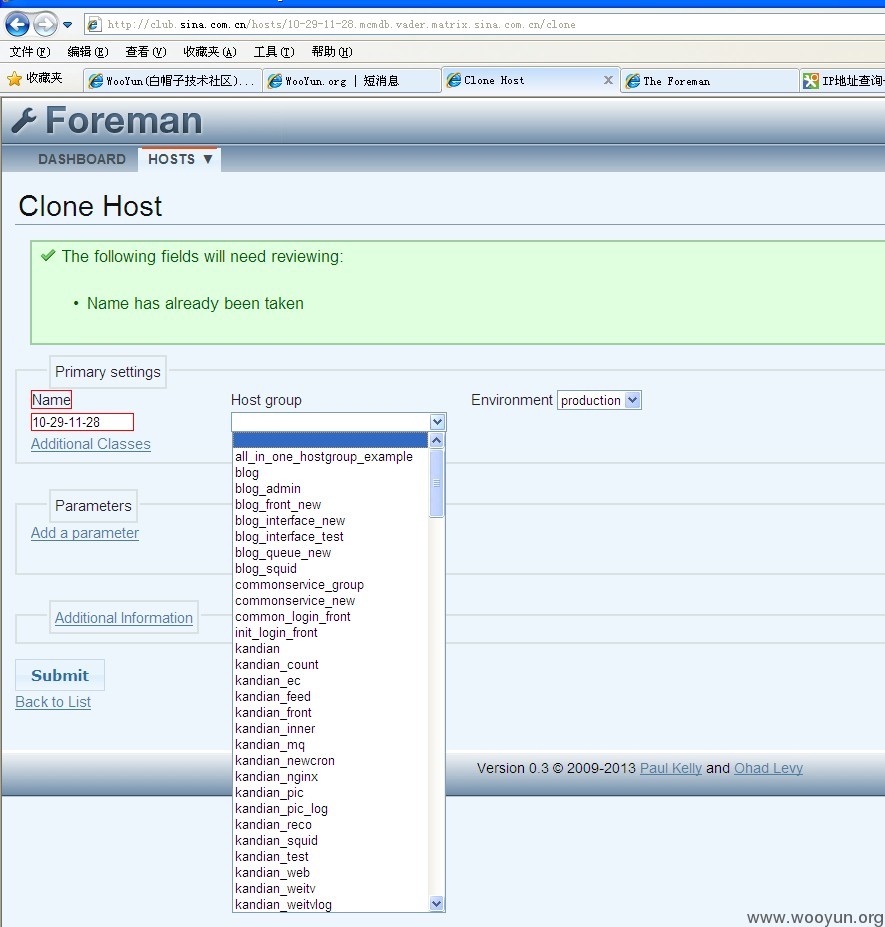 http://club.sina.com.cn/hosts/10-29-11-28.mcmdb.vader.matrix.sina.com.cn/clone
文件(F) 编辑(E) 查看(V) 收藏夹(A) 工具(T) 帮助(H)
收藏夹 WooYun(白帽子技术社区)... WooYun.org | 短消息 Clone Host X The Foreman IP地址查询
Foreman
DASHBOARD HOSTS ▼
Clone Host
The following fields will need reviewing:
• Name has already been taken
Primary settings
Name Host group Environment production
10-29-11-28
Additional Classes
all_in_one_hostgroup_example
blog
blog_admin
blog_front_new
blog_interface_new
blog_interface_test
blog_queue_new
blog_squid
commonservice_group
commonservice_new
common_login_front
init_login_front
kandian
kandian_count
kandian_ec
kandian_feed
kandian_front
kandian_inner
kandian_mq
kandian_newcron
kandian_nginx
kandian_pic
kandian_pic_log
kandian_reco
kandian_squid
kandian_test
kandian_web
kandian_weitv
kandian_weitvlog
Parameters
Add a parameter
Additional Information
Submit
Back to List
Version 0.3 © 2009-2013 Paul Kelly and Ohad Levy
www.wooyun.org